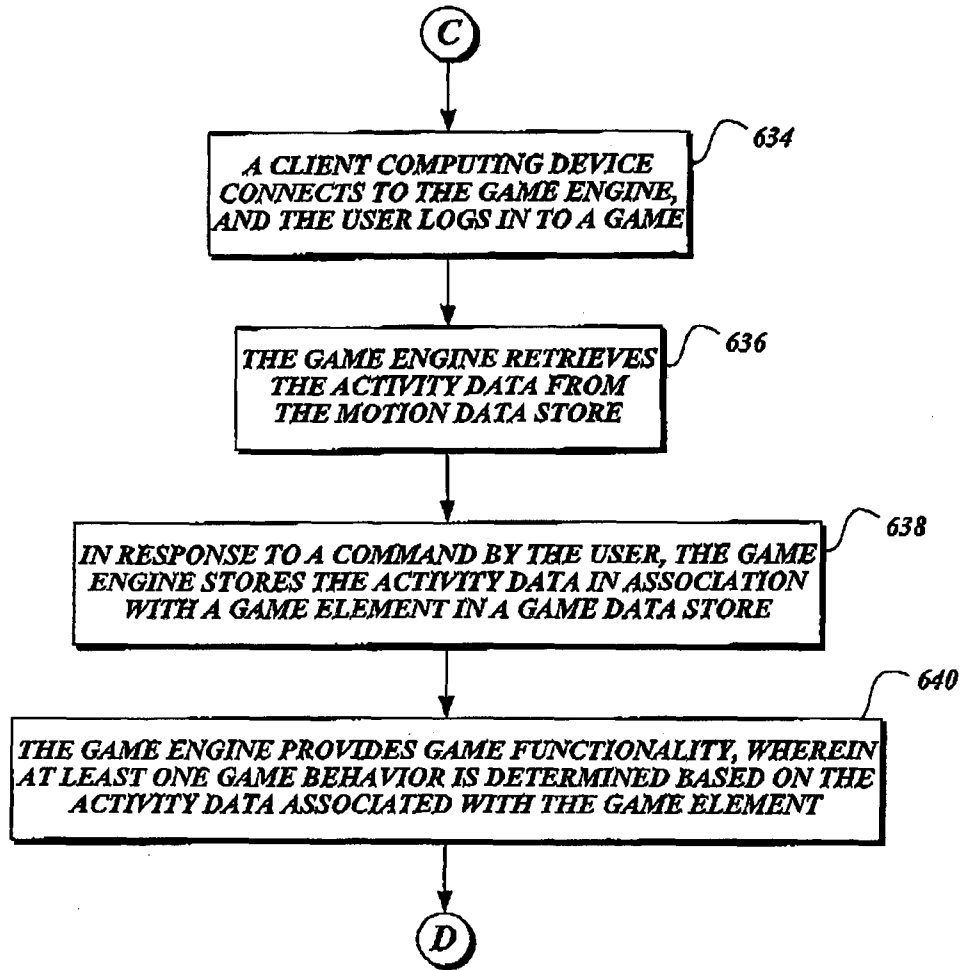 C
634
A CLIENT COMPUTING DEVICE
CONNECTS TO THE GAME ENGINE,
AND THE USER LOGS IN TO A GAME
636
THE GAME ENGINE RETRIEVES
THE ACTIVITY DATA FROM
THE MOTION DATA STORE
638
IN RESPONSE TO A COMMAND BY THE USER, THE GAME
ENGINE STORES THE ACTIVITY DATA IN ASSOCIATION
WITH A GAME ELEMENT IN A GAME DATA STORE
640
THE GAME ENGINE PROVIDES GAME FUNCTIONALITY, WHEREIN
AT LEAST ONE GAME BEHAVIOR IS DETERMINED BASED ON THE
ACTIVITY DATA ASSOCIATED WITH THE GAME ELEMENT
D